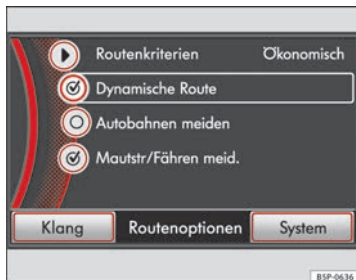 Routenkriterien Ökonomisch
Dynamische Route
Autobahnen meiden
Mautstr/Fähren meid.
Klang Routenoptionen System
B5P-0636